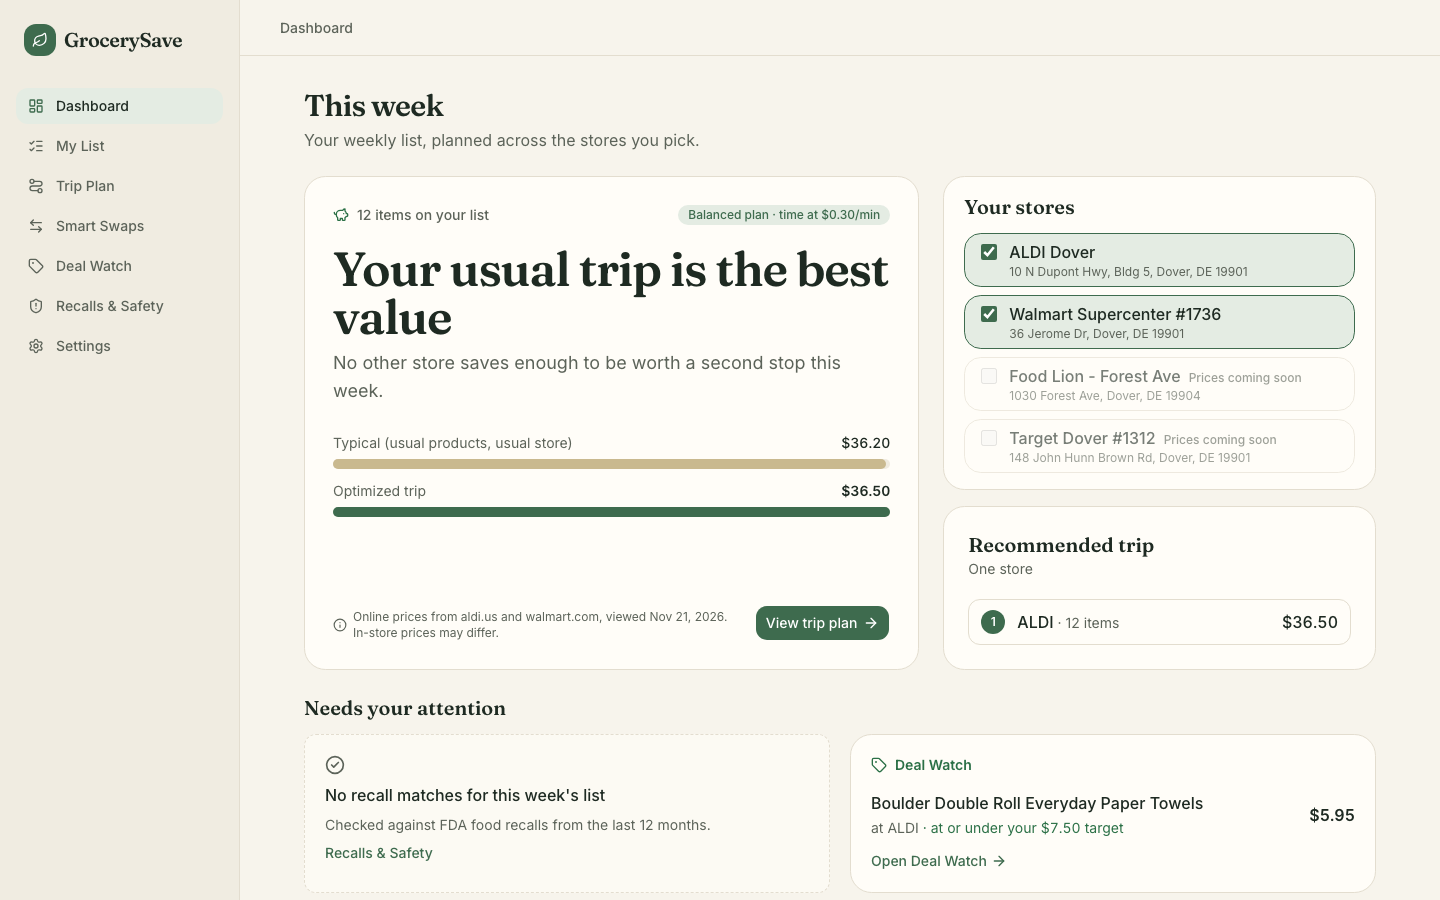 GrocerySave
Dashboard
My List
Trip Plan
Smart Swaps
Deal Watch
Recalls & Safety
Settings
Dashboard
This week
Your weekly list, planned across the stores you pick.
12 items on your list
Balanced plan · time at $0.30/min
Your usual trip is the best
value
No other store saves enough to be worth a second stop this
week.
Typical (usual products, usual store) $36.20
Optimized trip $36.50
Online prices from aldi.us and walmart.com, viewed Nov 21, 2026.
In-store prices may differ.
View trip plan
Your stores
ALDI Dover
10 N Dupont Hwy, Bldg 5, Dover, DE 19901
Walmart Supercenter #1736
36 Jerome Dr, Dover, DE 19901
Food Lion - Forest Ave Prices coming soon
1030 Forest Ave, Dover, DE 19904
Target Dover #1312 Prices coming soon
148 John Hunn Brown Rd, Dover, DE 19901
Recommended trip
One store
1 ALDI · 12 items $36.50
Needs your attention
No recall matches for this week's list
Checked against FDA food recalls from the last 12 months.
Recalls & Safety
Deal Watch
Boulder Double Roll Everyday Paper Towels
at ALDI · at or under your $7.50 target
$5.95
Open Deal Watch